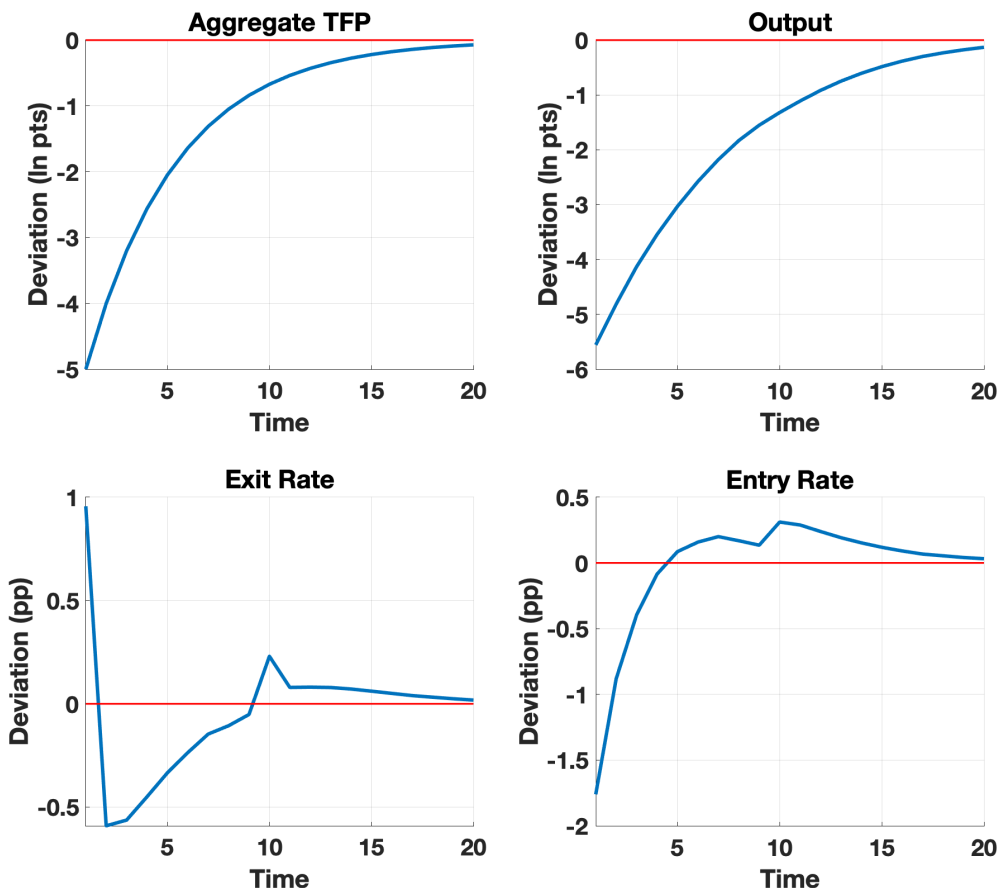 Aggregate TFP
Deviation (ln pts)
0
-1
-2
-3
-4
-5
5 10 15 20
Time
Output
Deviation (ln pts)
0
-1
-2
-3
-4
-5
-6
5 10 15 20
Time
Exit Rate
Deviation (pp)
1
0.5
0
-0.5
5 10 15 20
Time
Entry Rate
Deviation (pp)
0.5
0
-0.5
-1
-1.5
-2
5 10 15 20
Time